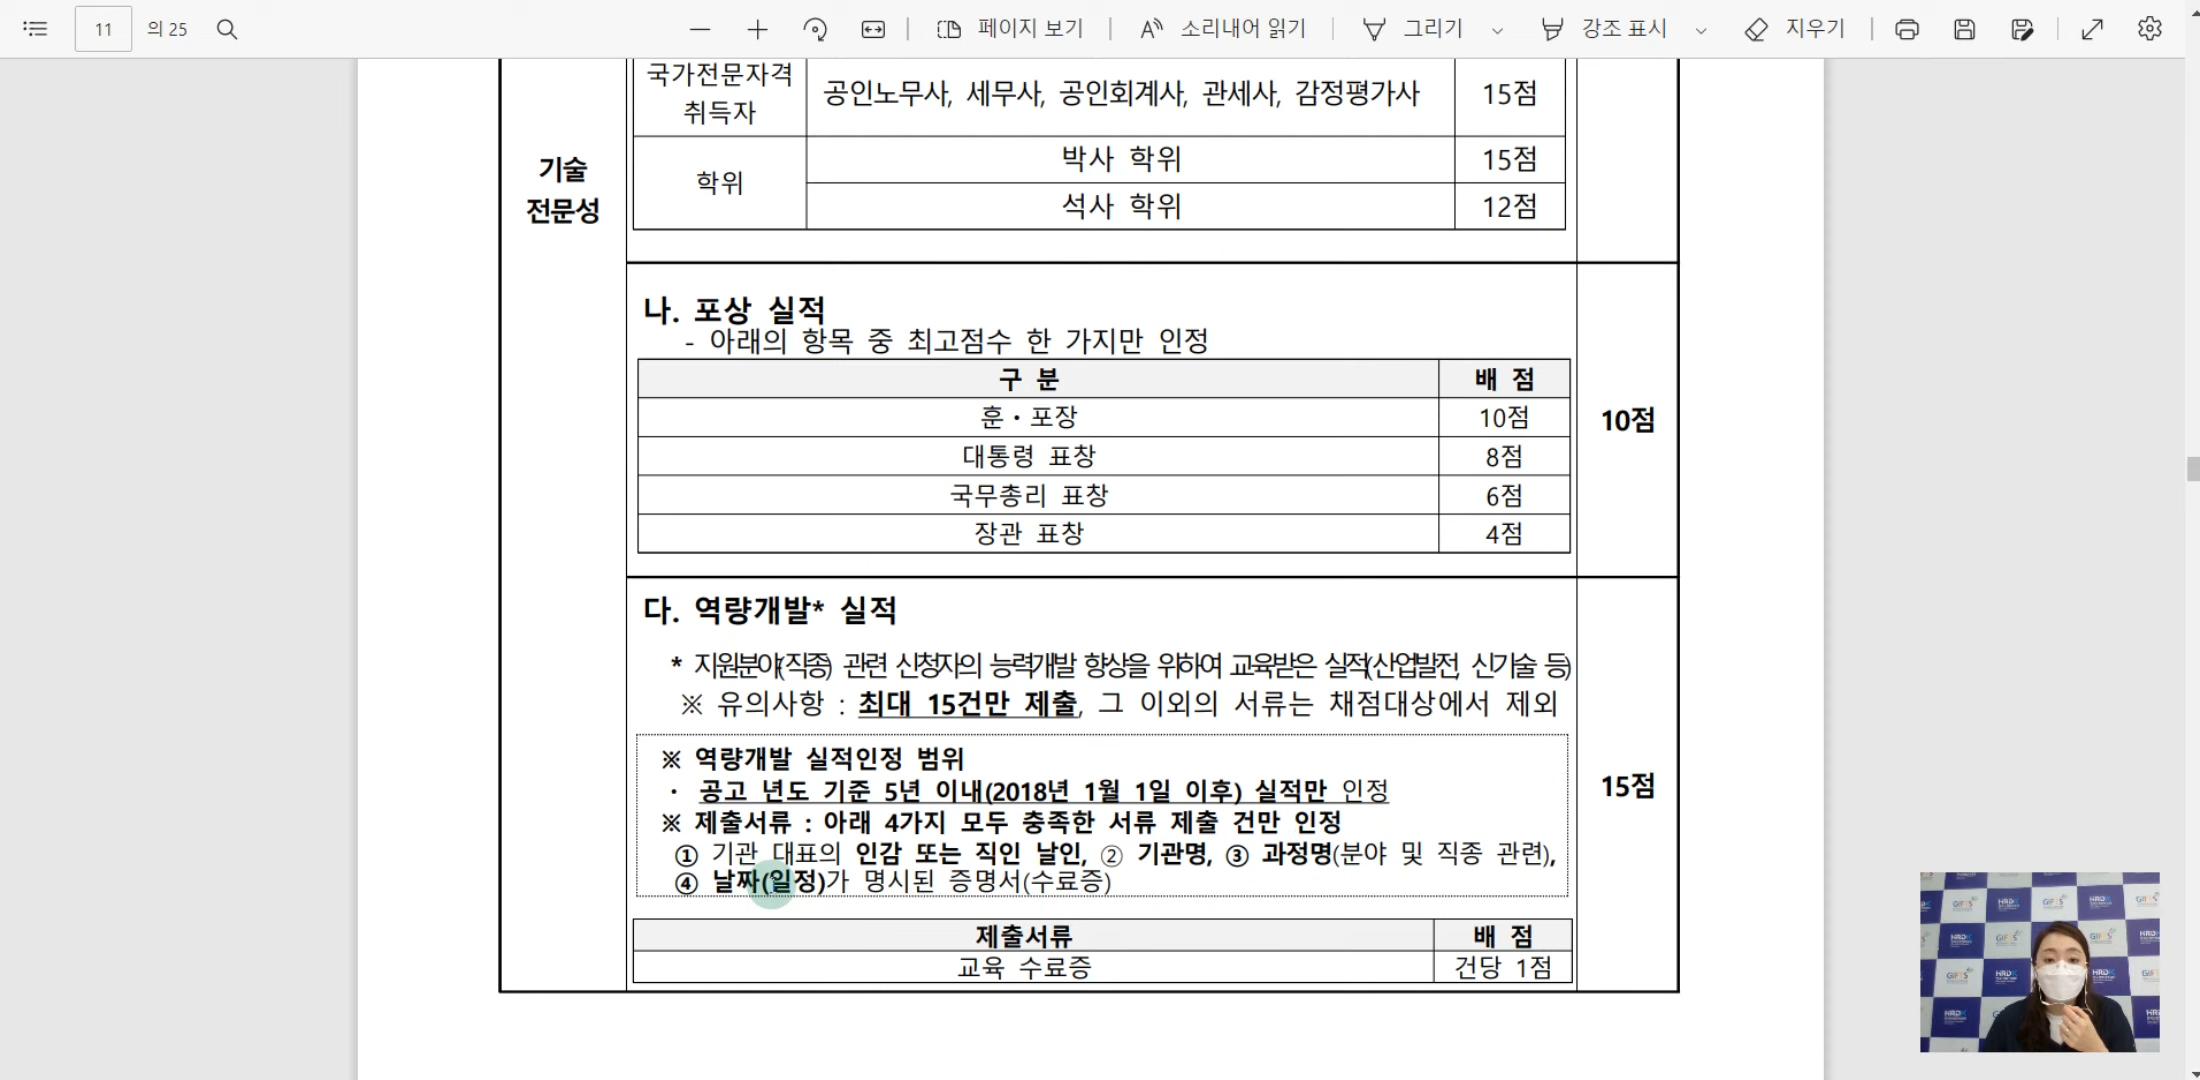 11 의 25 페이지 보기 소리내어 읽기 그리기 강조 표시 지우기
기술
전문성
국가전문자격
취득자
공인노무사, 세무사, 공인회계사, 관세사, 감정평가사 15점
학위
박사 학위 15점
석사 학위 12점
나. 포상 실적
- 아래의 항목 중 최고점수 한 가지만 인정
구 분 배 점
훈・포장 10점
대통령 표창 8점
국무총리 표창 6점
장관 표창 4점
10점
다. 역량개발* 실적
* 지원분야(직종) 관련 신청자의 능력개발 향상을 위하여 교육받은 실적(산업발전, 신기술 등)
※ 유의사항 : 최대 15건만 제출, 그 이외의 서류는 채점대상에서 제외
※ 역량개발 실적인정 범위
・ 공고 년도 기준 5년 이내(2018년 1월 1일 이후) 실적만 인정
※ 제출서류 : 아래 4가지 모두 충족한 서류 제출 건만 인정
① 기관 대표의 인감 또는 직인 날인, ② 기관명, ③ 과정명(분야 및 직종 관련),
④ 날짜(일정)가 명시된 증명서(수료증)
제출서류 배 점
교육 수료증 건당 1점
15점